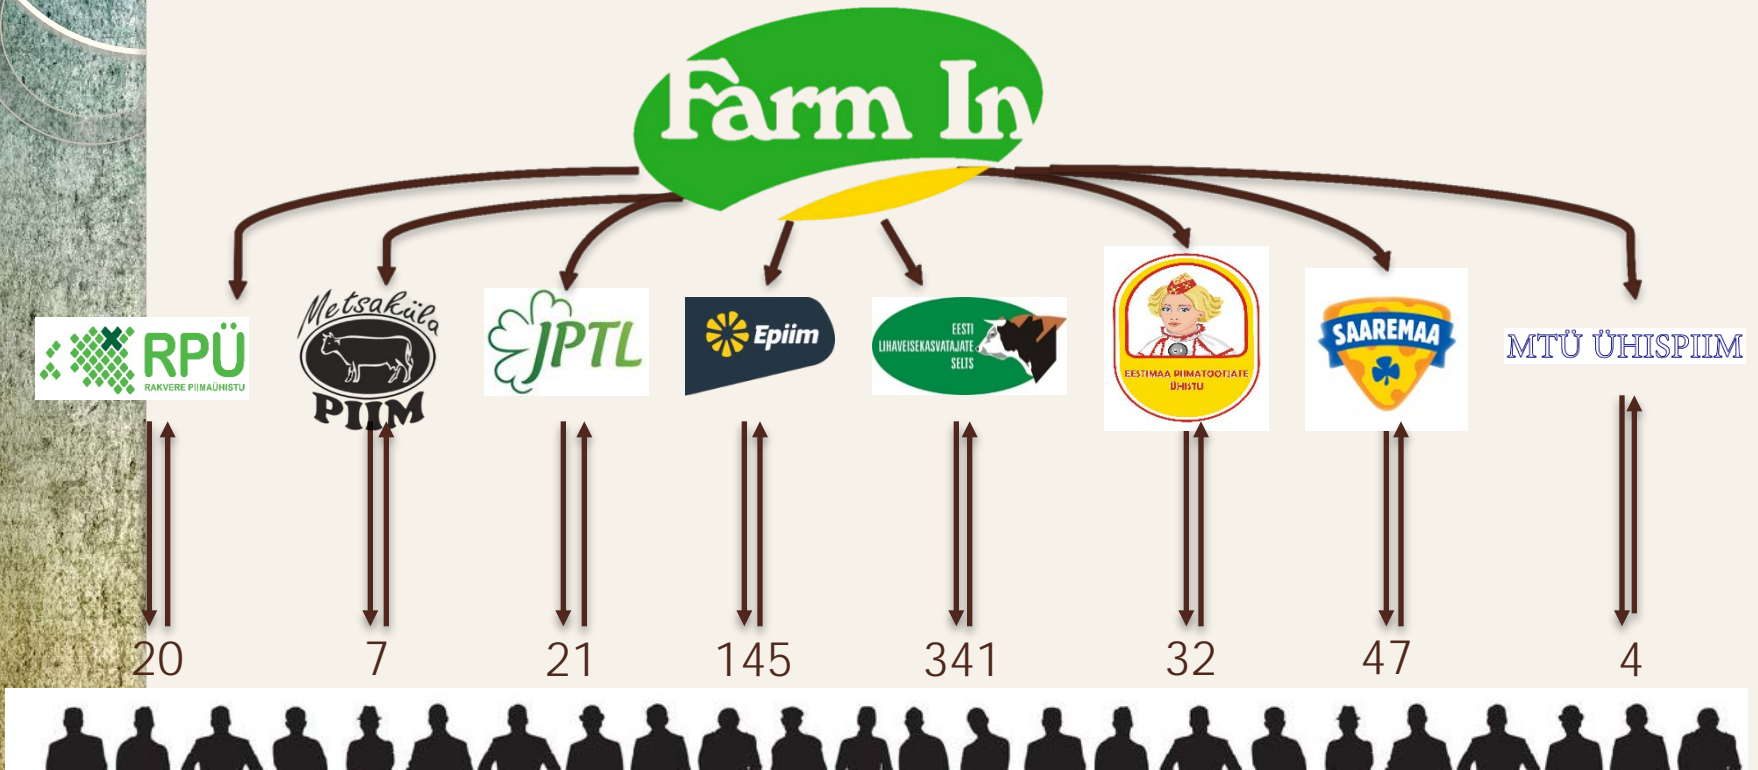 Farm In
RPÜ
RAKVERE PIIMAÜHISTU
Metsaküla
PIIM
JPTL
Epiim
EESTI
LIHAVEISEKASVATAJATE
SELTS
EESTIMAA PIIMATOOTJATE
ÜHISTU
SAAREMAA
MTÜ ÜHISPIIM
20 7 21 145 341 32 47 4